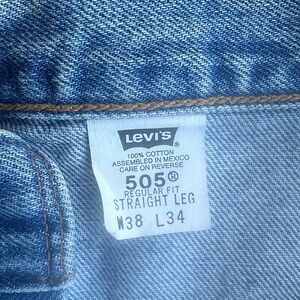 LEVI'S
100% COTTON
ASSEMBLED IN MEXICO
CARE ON REVERSE
505®
REGULAR FIT
STRAIGHT LEG
W38 L34